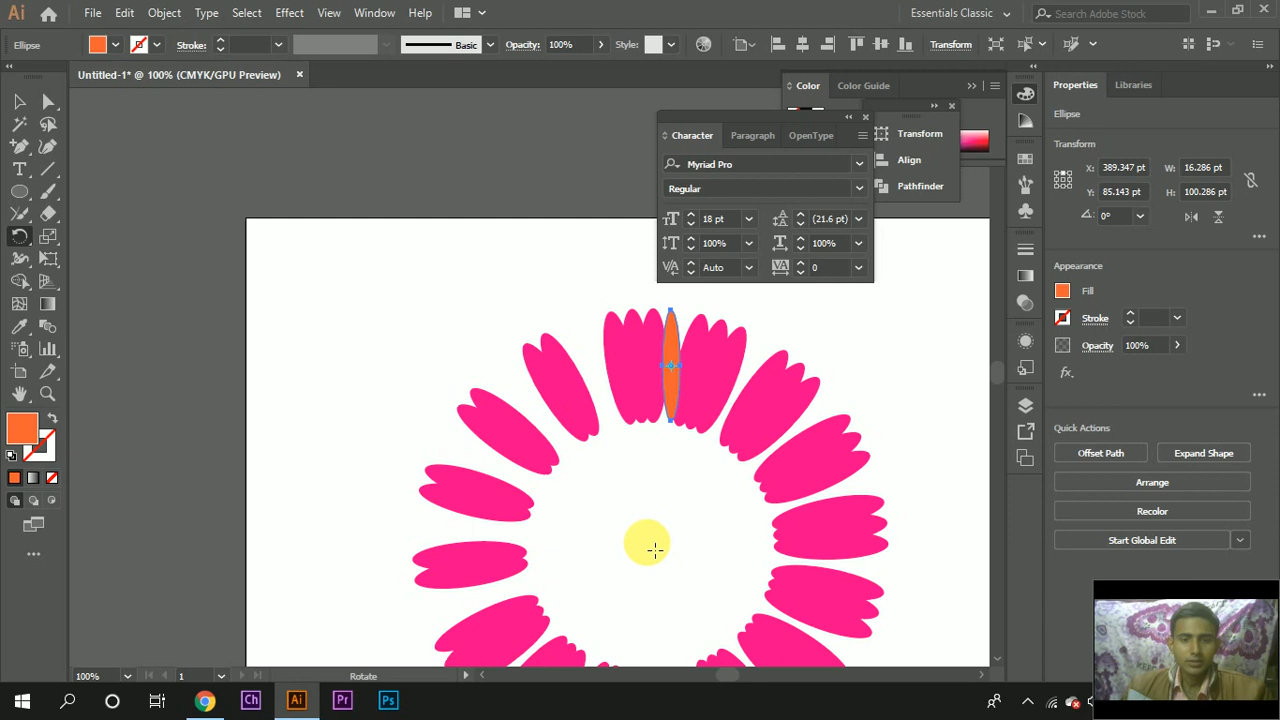 Ai File Edit Object Type Select Effect View Window Help Essentials Classic Search Adobe Stock
Ellipse Stroke: Basic Opacity: 100% Style: Transform
Untitled-1* @ 100% (CMYK/GPU Preview)
Color Color Guide
Properties Libraries
Ellipse
Transform
X: 389.347 pt W: 16.286 pt
Y: 85.143 pt H: 100.286 pt
0°
Appearance
Fill
Stroke
Opacity 100%
fx.
Quick Actions
Offset Path Expand Shape
Arrange
Recolor
Start Global Edit
Character Paragraph OpenType
Myriad Pro
Regular
18 pt (21.6 pt)
100% 100%
Auto 0
Transform
Align
Pathfinder
100% 1 Rotate
Ch Ai Pr Ps